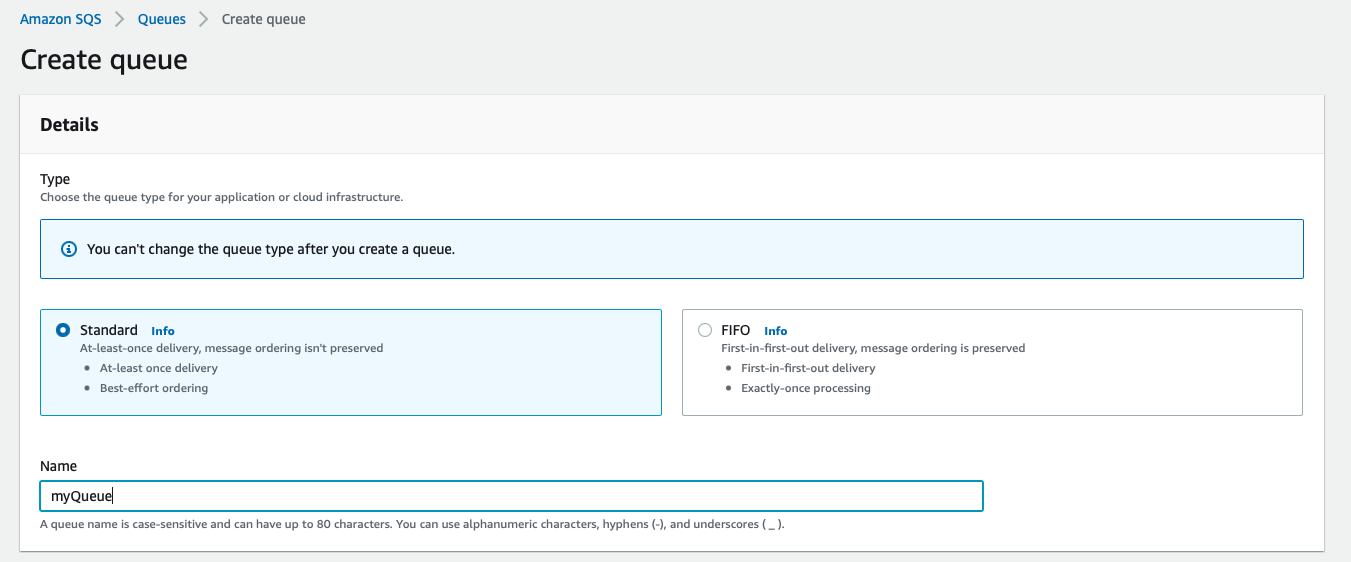 Amazon SQS > Queues > Create queue
Create queue
Details
Type
Choose the queue type for your application or cloud infrastructure.
You can't change the queue type after you create a queue.
Standard Info
At-least-once delivery, message ordering isn't preserved
• At-least once delivery
• Best-effort ordering
FIFO Info
First-in-first-out delivery, message ordering is preserved
• First-in-first-out delivery
• Exactly-once processing
Name
myQueue
A queue name is case-sensitive and can have up to 80 characters. You can use alphanumeric characters, hyphens (-), and underscores ( _ ).